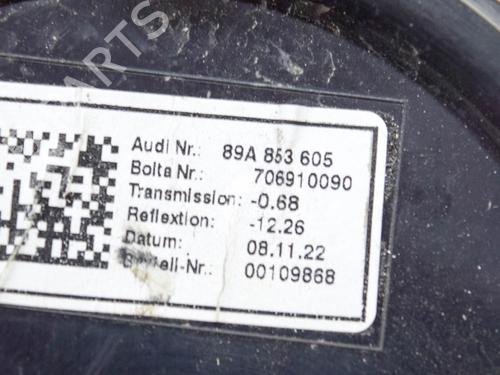 PARTS
Audi Nr.: 89A 853 605
Bolta Nr.: 706910090
Transmission: -0.68
Reflextion: -12.26
Datum: 08.11.22
00109868